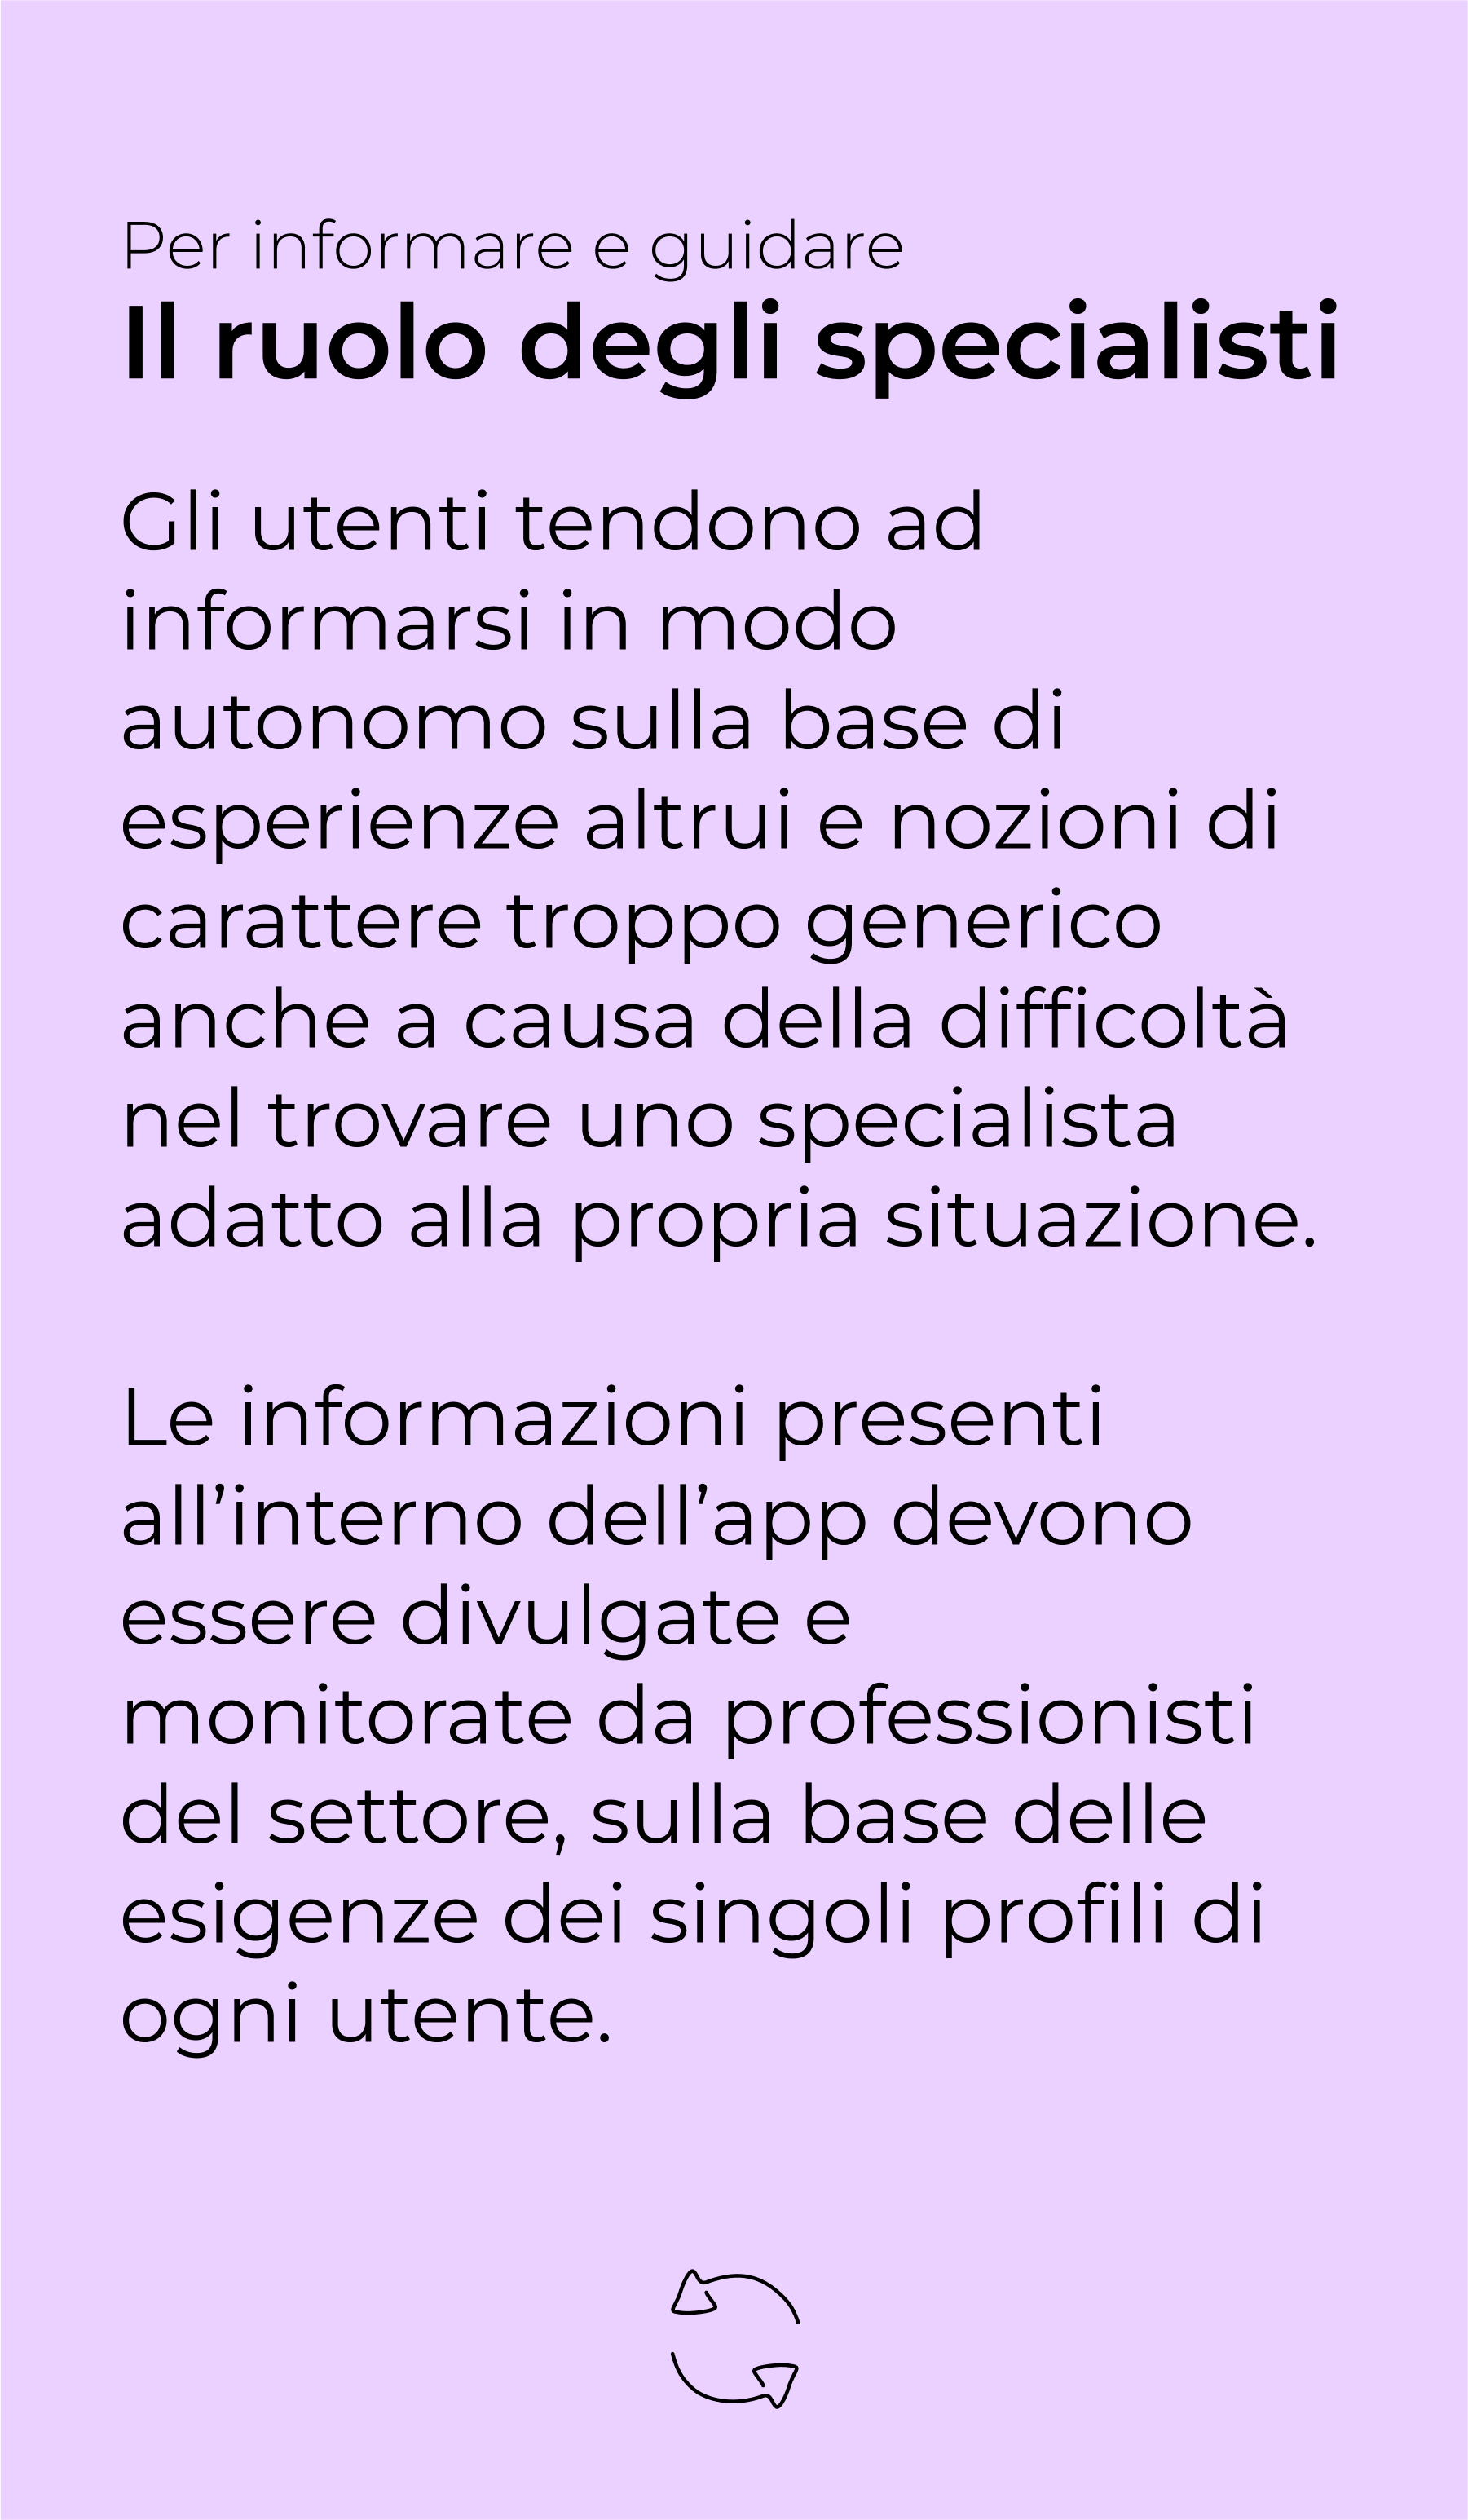 Per informare e guidare
Il ruolo degli specialisti
Gli utenti tendono ad
informarsi in modo
autonomo sulla base di
esperienze altrui e nozioni di
carattere troppo generico
anche a causa della difficoltà
nel trovare uno specialista
adatto alla propria situazione.
Le informazioni presenti
all’interno dell’app devono
essere divulgate e
monitorate da professionisti
del settore, sulla base delle
esigenze dei singoli profili di
ogni utente.